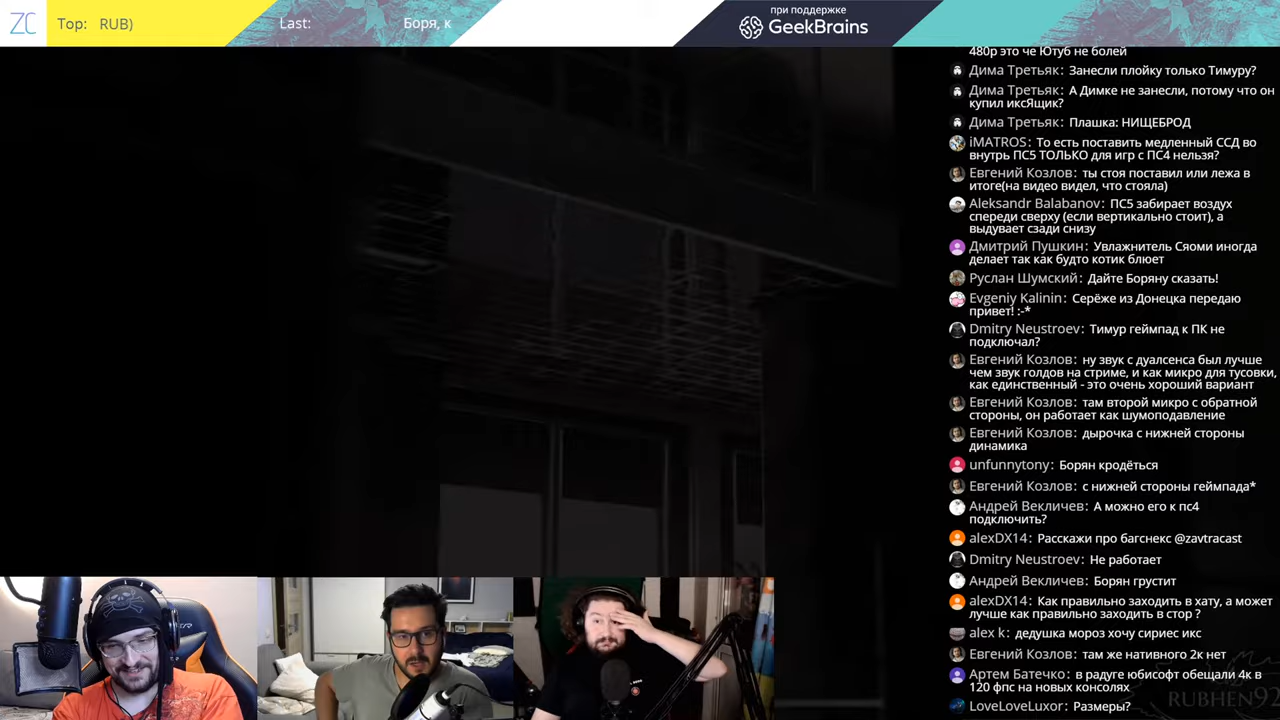 ZC
Top: RUB)
Last:
Боря, к
при поддержке
GeekBrains
480р это че Ютуб не болей
Дима Третьяк: Занесли плойку только Тимуру?
Дима Третьяк: А Димке не занесли, потому что он
купил иксЯщик?
Дима Третьяк: Плашка: НИЩЕБРОД
iMATROS: То есть поставить медленный ССД во
внутрь ПС5 ТОЛЬКО для игр с ПС4 нельзя?
Евгений Козлов: ты стоя поставил или лежа в
итоге(на видео видел, что стояла)
Aleksandr Balabanov: ПС5 забирает воздух
спереди сверху (если вертикально стоит), а
выдувает сзади снизу
Дмитрий Пушкин: Увлажнитель Сяоми иногда
делает так как будто котик блюет
Руслан Шумский: Дайте Боряну сказать!
Evgeniy Kalinin: Серёже из Донецка передаю
привет! :-*
Dmitry Neustroev: Тимур геймпад к ПК не
подключал?
Евгений Козлов: ну звук с дуалсенса был лучше
чем звук голдов на стриме, и как микро для тусовки,
как единственный - это очень хороший вариант
Евгений Козлов: там второй микро с обратной
стороны, он работает как шумоподавление
Евгений Козлов: дырочка с нижней стороны
динамика
unfunnytony: Борян кродёться
Евгений Козлов: с нижней стороны геймпада*
Андрей Векличев: А можно его к пс4
подключить?
alexDX14: Расскажи про багснекс @zavtracast
Dmitry Neustroev: Не работает
Андрей Векличев: Борян грустит
alexDX14: Как правильно заходить в хату, а может
лучше как правильно заходить в стор ?
alex k: дедушка мороз хочу сириес икс
Евгений Козлов: там же нативного 2к нет
Артем Батечко: в радуге юбисофт обещали 4к в
120 фпс на новых консолях
LoveLoveLuxor: Размеры?
RUBHEN92